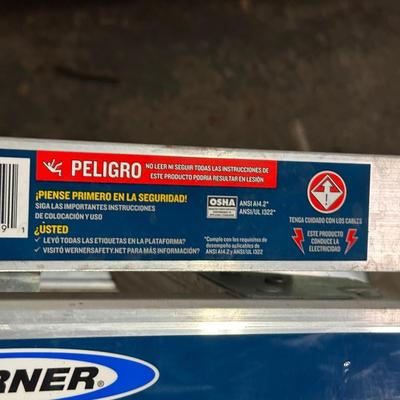 PELIGRO
NO LEER NI SEGUIR TODAS LAS INSTRUCCIONES DE
ESTE PRODUCTO PODRÍA RESULTAR EN LESIÓN
¡PIENSE PRIMERO EN LA SEGURIDAD!
SIGA LAS IMPORTANTES INSTRUCCIONES
DE COLOCACIÓN Y USO
¿USTED
✓ LEYÓ TODAS LAS ETIQUETAS EN LA PLATAFORMA?
✓ VISITÓ WERNERSAFETY.NET PARA MÁS INFORMACIÓN?
OSHA
ANSI A14.2*
ANSI/UL 1322*
*Cumple con los requisitos de
desempeño aplicables de
ANSI A14.2 y ANSI/UL 1322
TENGA CUIDADO CON LOS CABLES
ESTE PRODUCTO
CONDUCE LA
ELECTRICIDAD
9 1
RNER®